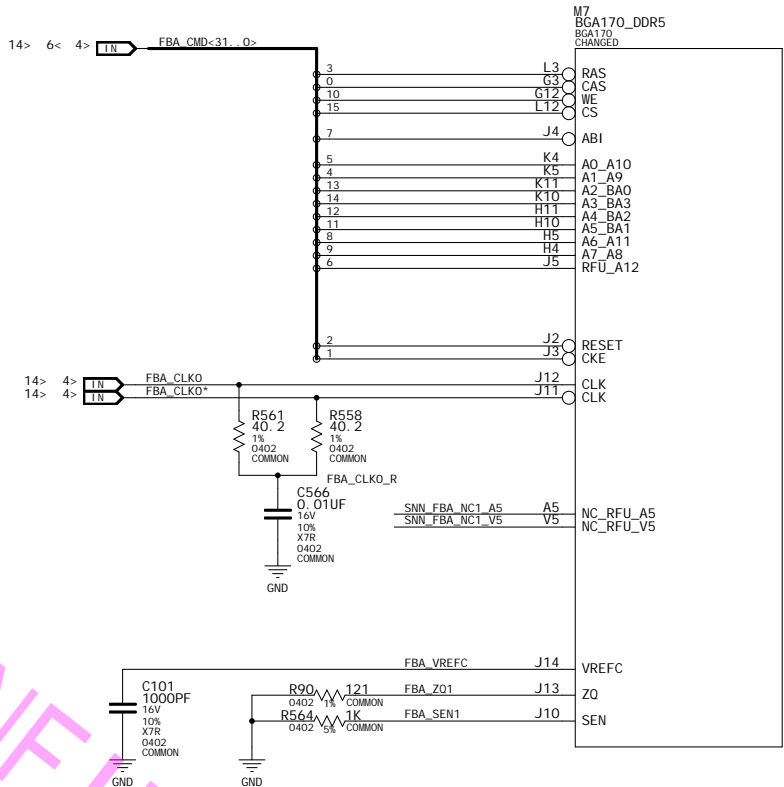 M7
BGA170_DDR5
BGA170
CHANGED
14> 6< 4> IN FBA_CMD<31..0>
3 L3 RAS
0 G3 CAS
10 G12 WE
15 L12 CS
7 J4 ABI
5 K4 A0_A10
4 K5 A1_A9
13 K11 A2_BA0
14 K10 A3_BA3
12 H11 A4_BA2
11 H10 A5_BA1
8 H5 A6_A11
9 H4 A7_A8
6 J5 RFU_A12
2 J2 RESET
1 J3 CKE
14> 4> IN FBA_CLK0 J12 CLK
14> 4> IN FBA_CLK0* J11 CLK
R561
40.2
1%
0402
COMMON
R558
40.2
1%
0402
COMMON
FBA_CLK0_R
C566
0.01UF
16V
10%
X7R
0402
COMMON
GND
SNN_FBA_NC1_A5 A5 NC_RFU_A5
SNN_FBA_NC1_V5 V5 NC_RFU_V5
FBA_VREFC J14 VREFC
C101
1000PF
16V
10%
X7R
0402
COMMON
GND
R90 121 FBA_ZQ1 J13 ZQ
0402 1% COMMON
R564 1K FBA_SEN1 J10 SEN
0402 5% COMMON
GND